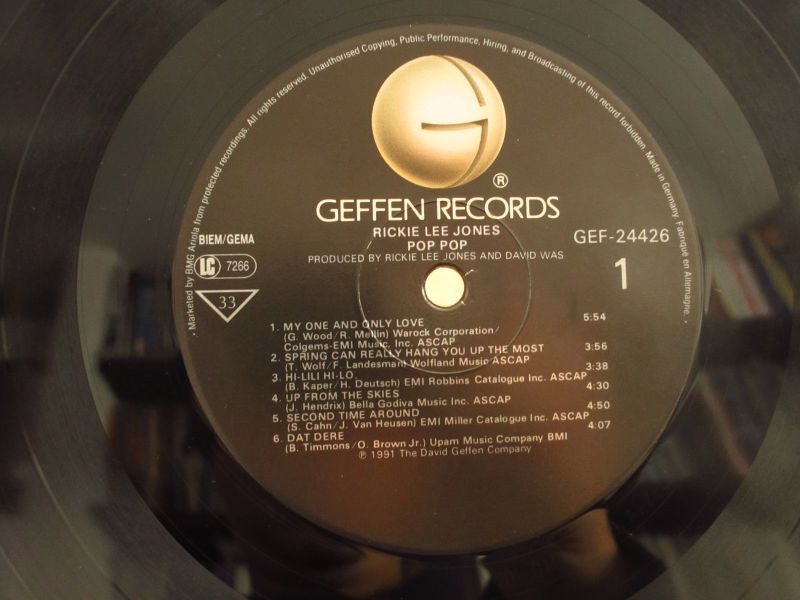 Marketed by BMG Ariola from protected recordings. All rights reserved. Unauthorised Copying, Public Performance, Hiring, and Broadcasting of this record forbidden. Made in Germany. Fabriqué en Allemagne.
G
®
GEFFEN RECORDS
RICKIE LEE JONES
POP POP
PRODUCED BY RICKIE LEE JONES AND DAVID WAS
BIEM/GEMA
LC 7266
33
GEF-24426
1
1. MY ONE AND ONLY LOVE 5:54
(G. Wood/R. Mellin) Warock Corporation/
Colgems-EMI Music, Inc. ASCAP
2. SPRING CAN REALLY HANG YOU UP THE MOST 3:56
(T. Wolf/F. Landesman) Wolfland Music ASCAP
3. HI-LILI HI-LO 3:38
(B. Kaper/H. Deutsch) EMI Robbins Catalogue Inc. ASCAP
4. UP FROM THE SKIES 4:30
(J. Hendrix) Bella Godiva Music Inc. ASCAP
5. SECOND TIME AROUND 4:50
(S. Cahn/J. Van Heusen) EMI Miller Catalogue Inc. ASCAP
6. DAT DERE 4:07
(B. Timmons/O. Brown Jr.) Upam Music Company BMI
℗ 1991 The David Geffen Company